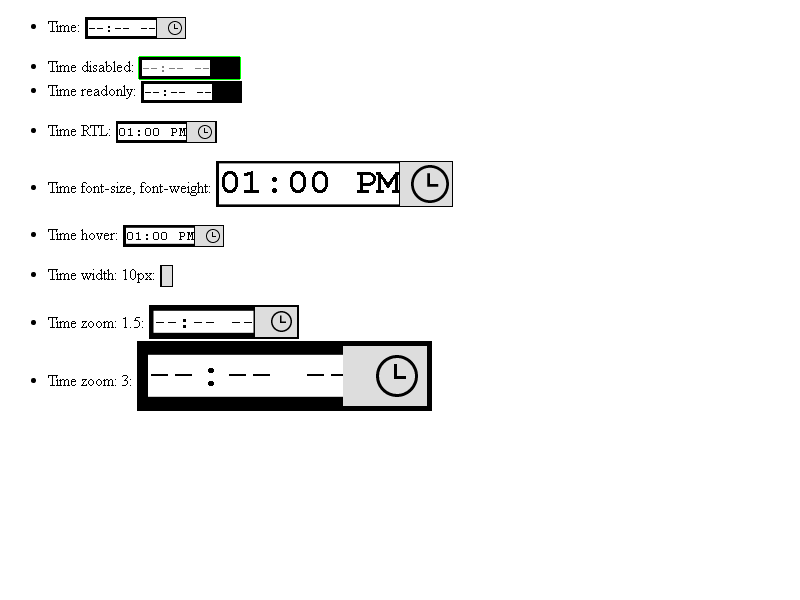 Time: --:-- --
Time disabled: --:-- --
Time readonly: --:-- --
Time RTL: 01:00 PM
Time font-size, font-weight: 01:00 PM
Time hover: 01:00 PM
Time width: 10px:
Time zoom: 1.5: --:-- --
Time zoom: 3: --:-- --